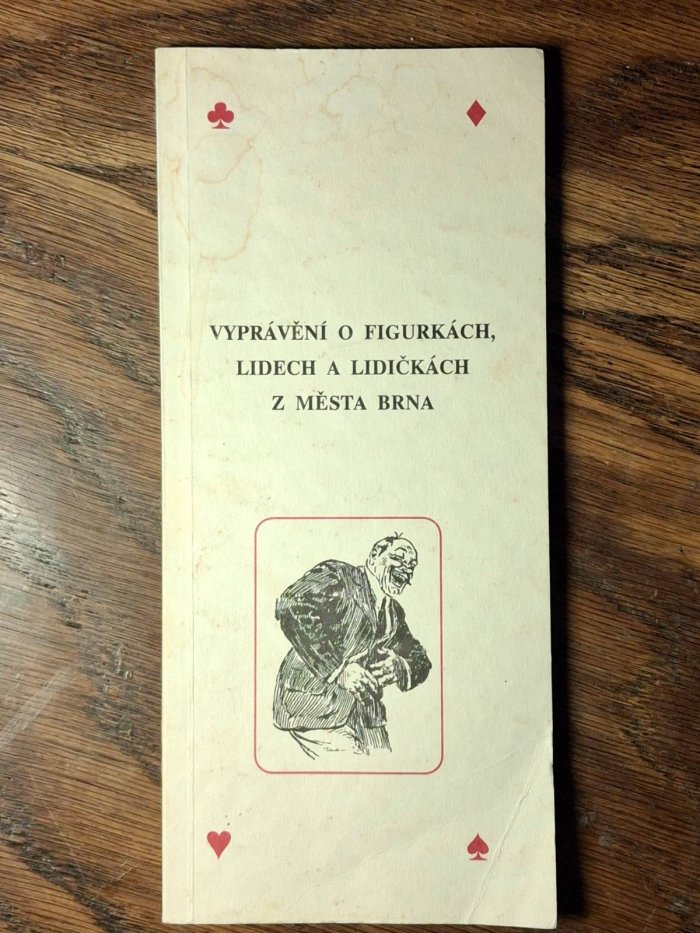 VYPRÁVĚNÍ O FIGURKÁCH,
LIDECH A LIDIČKÁCH
Z MĚSTA BRNA